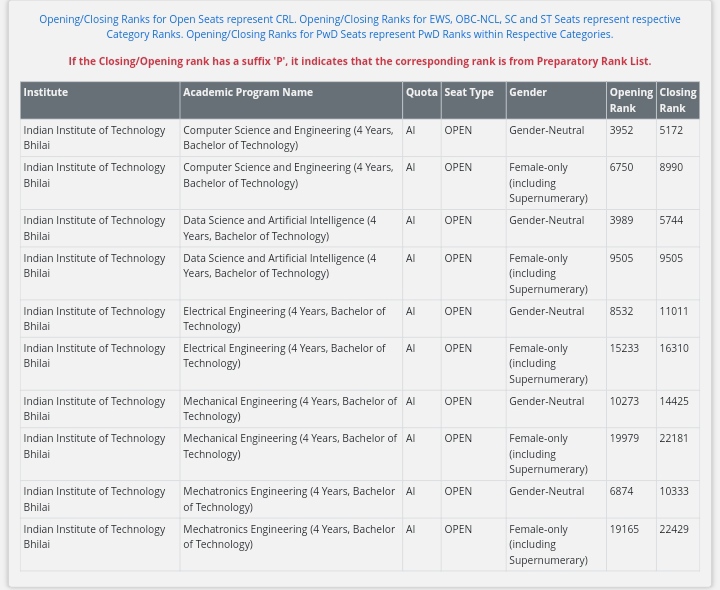 Opening/Closing Ranks for Open Seats represent CRL. Opening/Closing Ranks for EWS, OBC-NCL, SC and ST Seats represent respective
Category Ranks. Opening/Closing Ranks for PwD Seats represent PwD Ranks within Respective Categories.
If the Closing/Opening rank has a suffix 'P', it indicates that the corresponding rank is from Preparatory Rank List.
Institute Academic Program Name Quota Seat Type Gender Opening Closing
Rank Rank
Indian Institute of Technology Computer Science and Engineering (4 Years, AI OPEN Gender-Neutral 3952 5172
Bhilai Bachelor of Technology)
Indian Institute of Technology Computer Science and Engineering (4 Years, AI OPEN Female-only 6750 8990
Bhilai Bachelor of Technology) (including
Supernumerary)
Indian Institute of Technology Data Science and Artificial Intelligence (4 AI OPEN Gender-Neutral 3989 5744
Bhilai Years, Bachelor of Technology)
Indian Institute of Technology Data Science and Artificial Intelligence (4 AI OPEN Female-only 9505 9505
Bhilai Years, Bachelor of Technology) (including
Supernumerary)
Indian Institute of Technology Electrical Engineering (4 Years, Bachelor of AI OPEN Gender-Neutral 8532 11011
Bhilai Technology)
Indian Institute of Technology Electrical Engineering (4 Years, Bachelor of AI OPEN Female-only 15233 16310
Bhilai Technology) (including
Supernumerary)
Indian Institute of Technology Mechanical Engineering (4 Years, Bachelor of AI OPEN Gender-Neutral 10273 14425
Bhilai Technology)
Indian Institute of Technology Mechanical Engineering (4 Years, Bachelor of AI OPEN Female-only 19979 22181
Bhilai Technology) (including
Supernumerary)
Indian Institute of Technology Mechatronics Engineering (4 Years, Bachelor AI OPEN Gender-Neutral 6874 10333
Bhilai of Technology)
Indian Institute of Technology Mechatronics Engineering (4 Years, Bachelor AI OPEN Female-only 19165 22429
Bhilai of Technology) (including
Supernumerary)